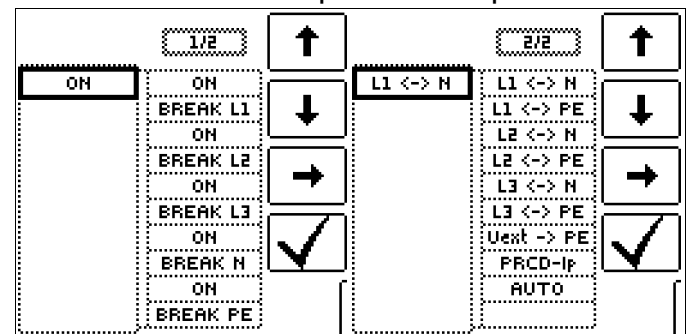 1/2
ON
ON
BREAK L1
ON
BREAK L2
ON
BREAK L3
ON
BREAK N
ON
BREAK PE
2/2
L1 <-> N
L1 <-> N
L1 <-> PE
L2 <-> N
L2 <-> PE
L3 <-> N
L3 <-> PE
Uext -> PE
PRCD-Ip
AUTO